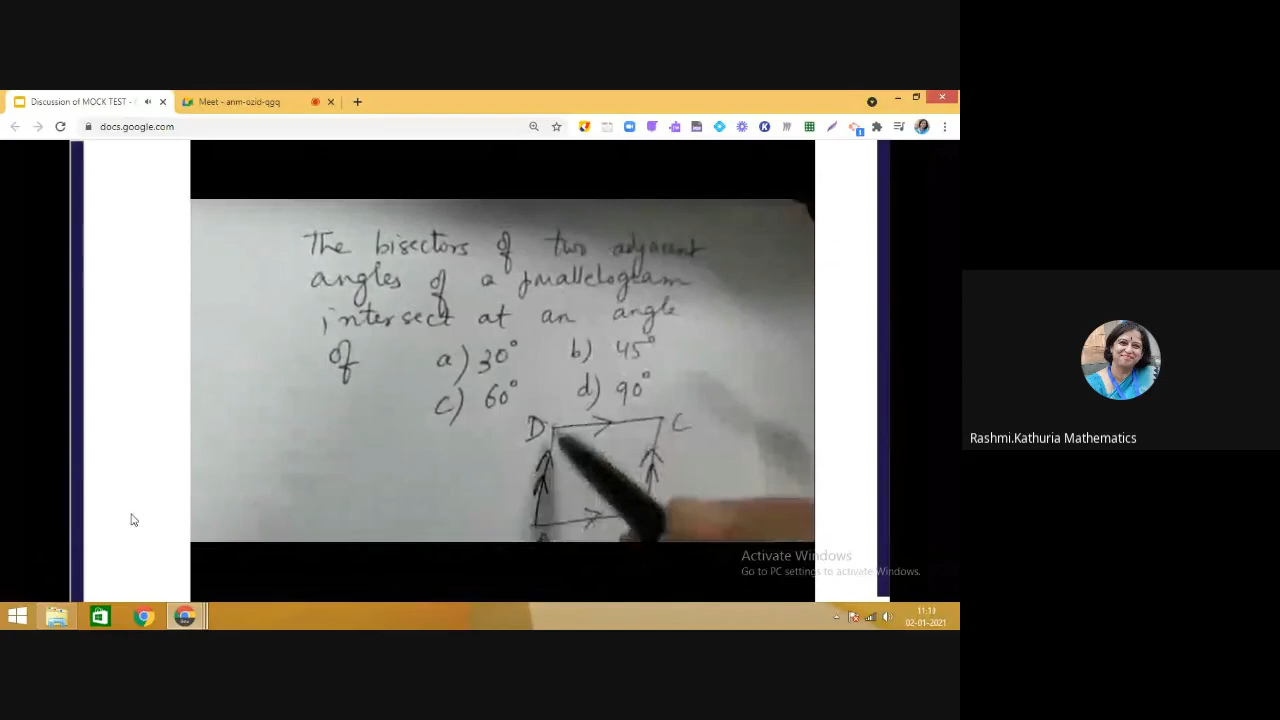 Discussion of MOCK TEST -
Meet - anm-ozid-qgq
docs.google.com
The bisectors of two adjacent
angles of a prallelogram
intersect at an angle
of a) 30° b) 45°
c) 60° d) 90°
D C
Rashmi.Kathuria Mathematics
Activate Windows
Go to PC settings to activate Windows.
02-01-2021